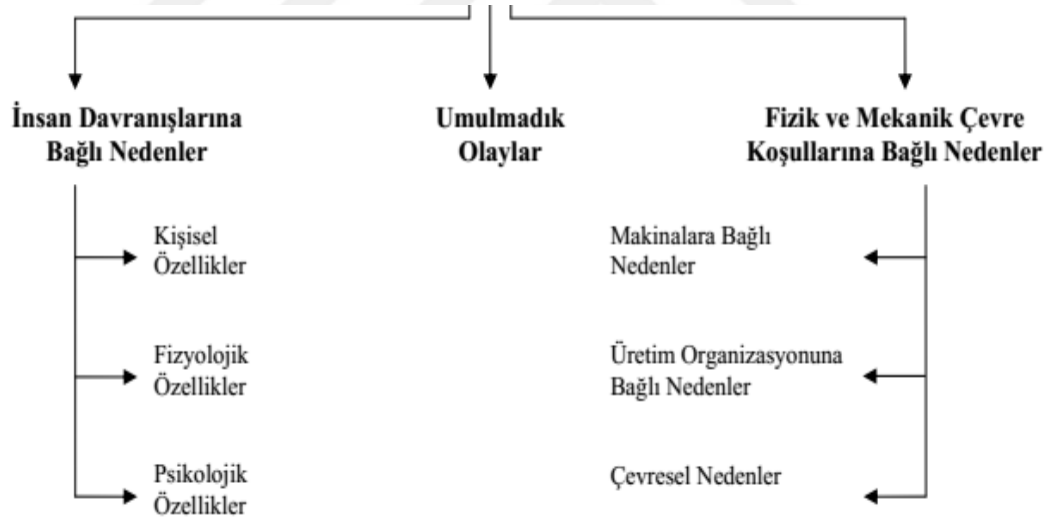 İnsan Davranışlarına
Bağlı Nedenler
Umulmadık
Olaylar
Fizik ve Mekanik Çevre
Koşullarına Bağlı Nedenler
Kişisel
Özellikler
Fizyolojik
Özellikler
Psikolojik
Özellikler
Makinalara Bağlı
Nedenler
Üretim Organizasyonuna
Bağlı Nedenler
Çevresel Nedenler